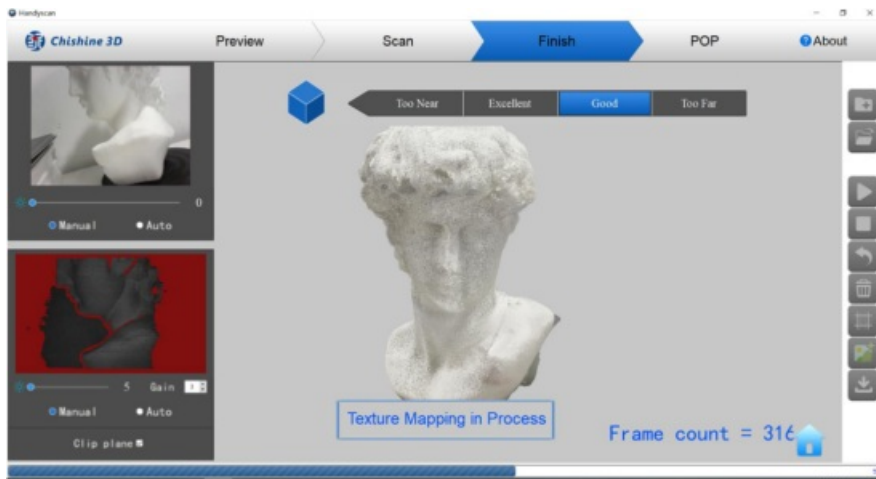 Handyscan
Chishine 3D
Preview
Scan
Finish
POP
About
Too Near
Excellent
Good
Too Far
0
Manual
Auto
5 Gain
Manual
Auto
Clip plane
Texture Mapping in Process
Frame count = 316